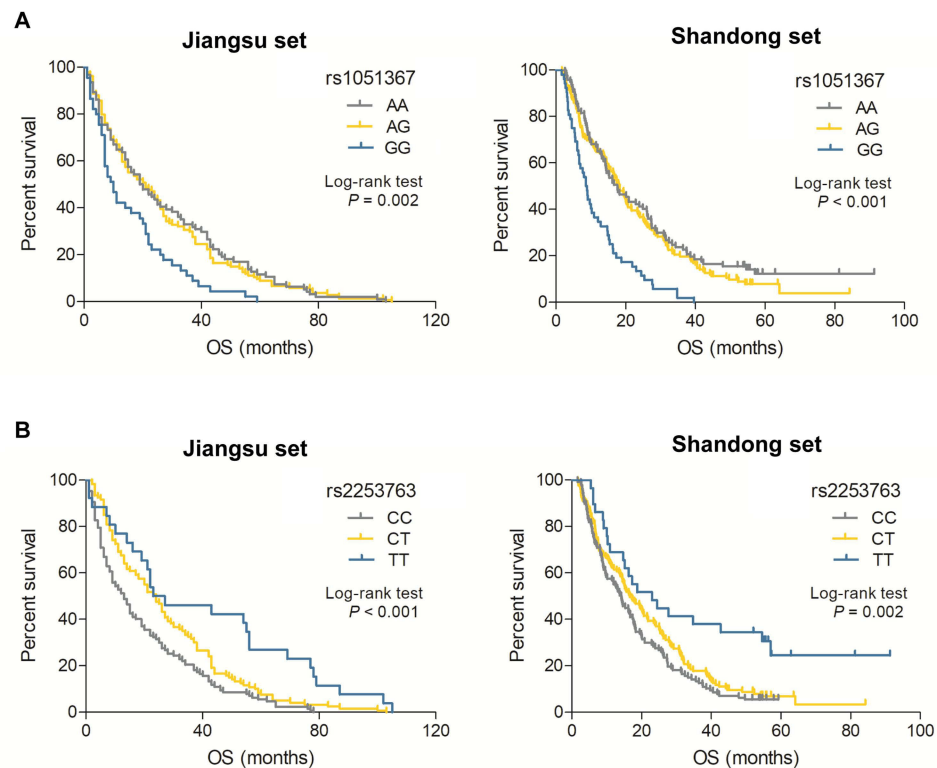 A
Jiangsu set
Shandong set
rs1051367
AA
AG
GG
Log-rank test
P = 0.002
Percent survival
100
80
60
40
20
0
0 40 80 120
OS (months)
rs1051367
AA
AG
GG
Log-rank test
P < 0.001
Percent survival
100
80
60
40
20
0
0 20 40 60 80 100
OS (months)
B
Jiangsu set
Shandong set
rs2253763
CC
CT
TT
Log-rank test
P < 0.001
Percent survival
100
80
60
40
20
0
0 40 80 120
OS (months)
rs2253763
CC
CT
TT
Log-rank test
P = 0.002
Percent survival
100
80
60
40
20
0
0 20 40 60 80 100
OS (months)